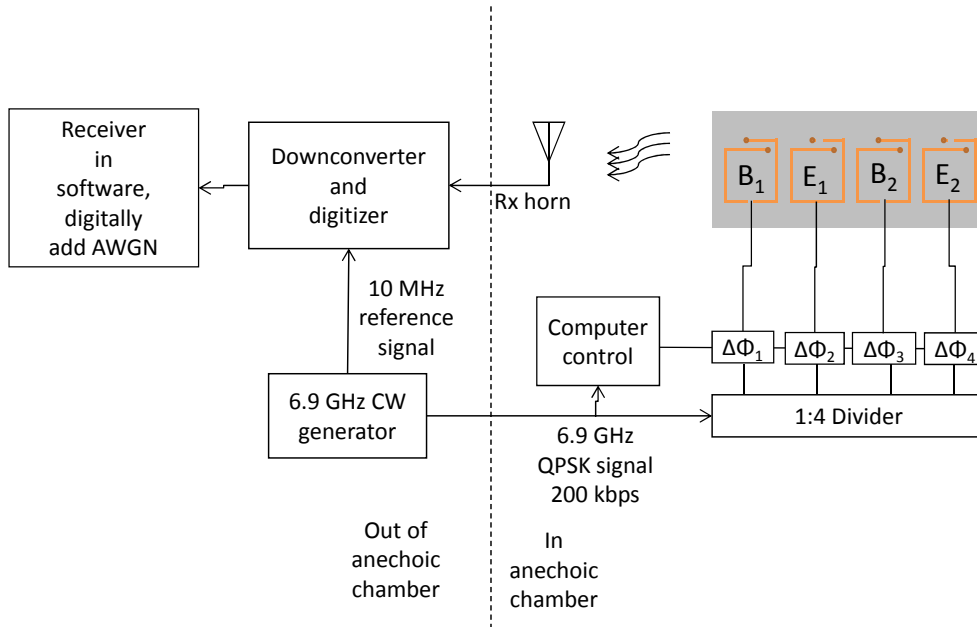 Receiver
in
software,
digitally
add AWGN
Downconverter
and
digitizer
Rx horn
B₁
E₁
B₂
E₂
10 MHz
reference
signal
Computer
control
ΔΦ₁
ΔΦ₂
ΔΦ₃
ΔΦ₄
6.9 GHz CW
generator
1:4 Divider
6.9 GHz
QPSK signal
200 kbps
Out of
anechoic
chamber
In
anechoic
chamber